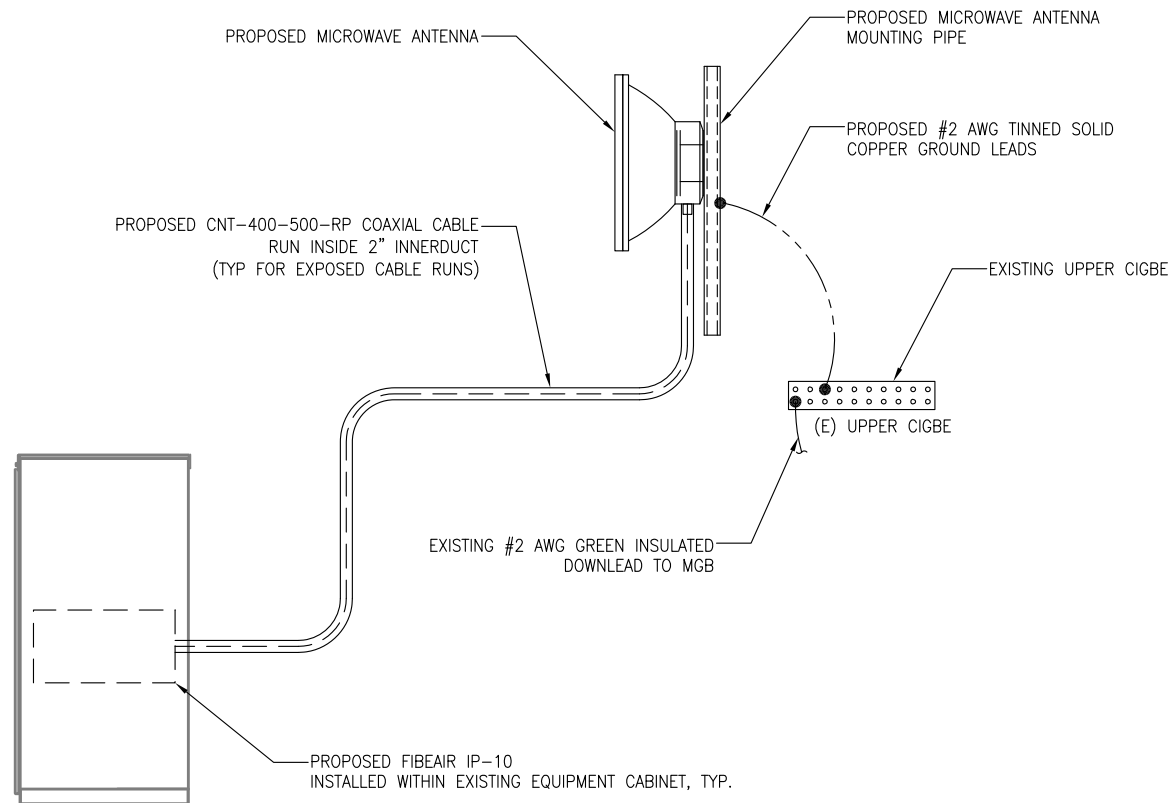 PROPOSED MICROWAVE ANTENNA
PROPOSED MICROWAVE ANTENNA
MOUNTING PIPE
PROPOSED #2 AWG TINNED SOLID
COPPER GROUND LEADS
PROPOSED CNT-400-500-RP COAXIAL CABLE
RUN INSIDE 2" INNERDUCT
(TYP FOR EXPOSED CABLE RUNS)
EXISTING UPPER CIGBE
(E) UPPER CIGBE
EXISTING #2 AWG GREEN INSULATED
DOWNLEAD TO MGB
PROPOSED FIBEAIR IP-10
INSTALLED WITHIN EXISTING EQUIPMENT CABINET, TYP.